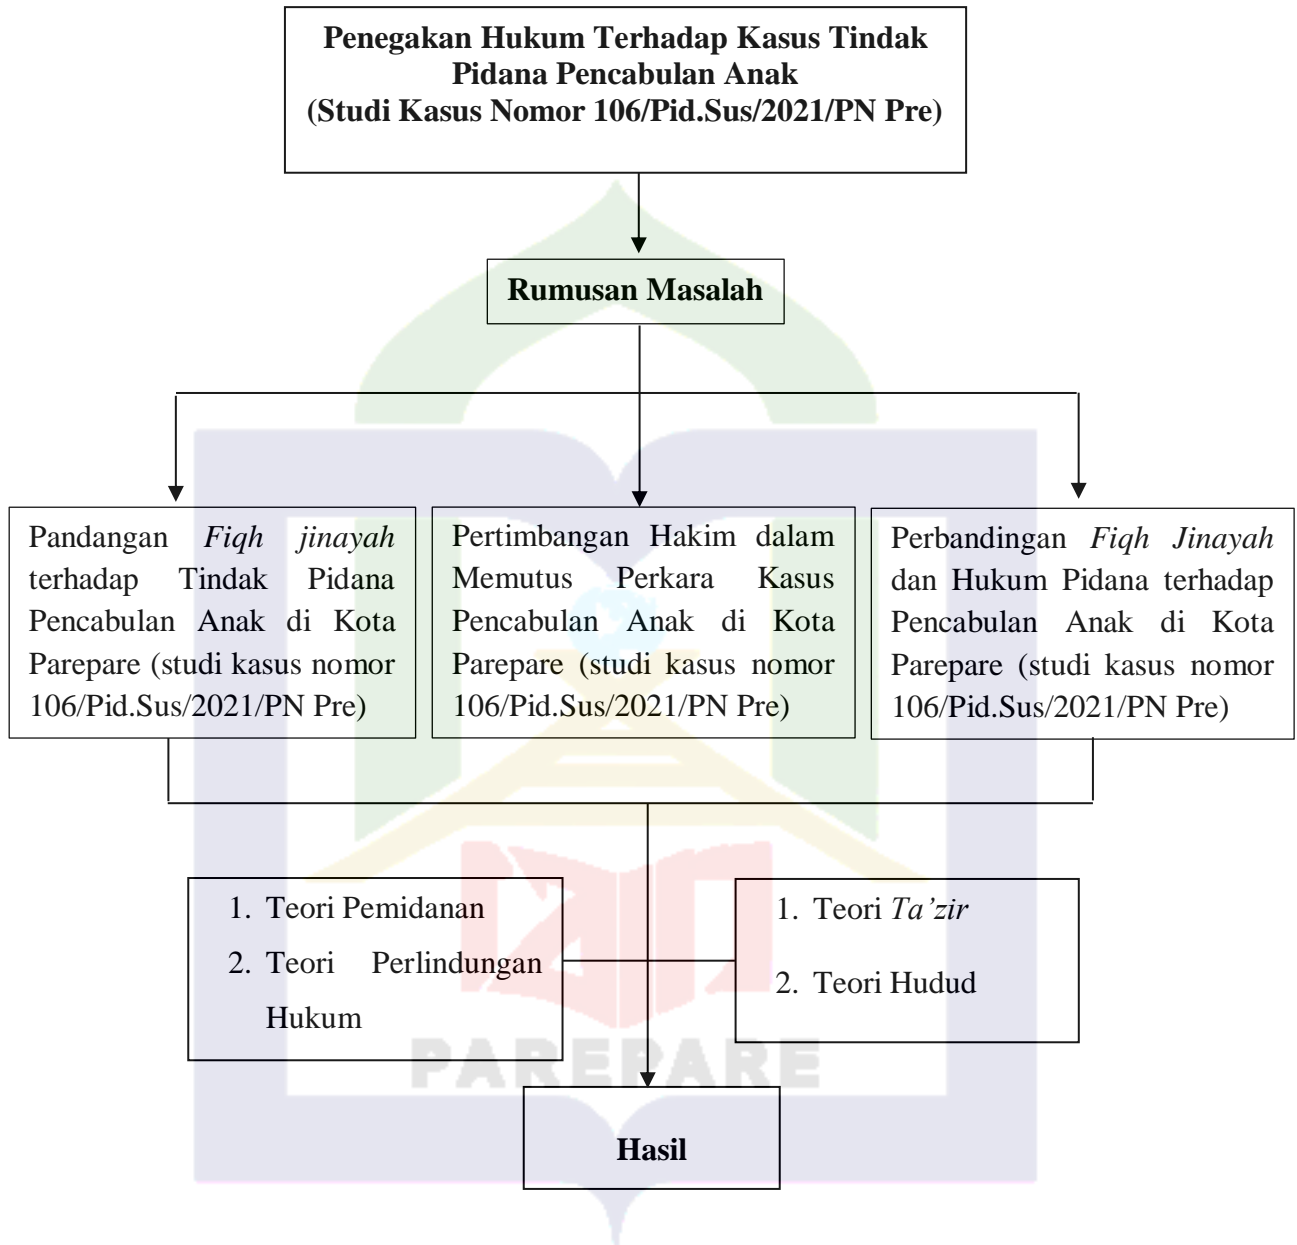 Penegakan Hukum Terhadap Kasus Tindak
Pidana Pencabulan Anak
(Studi Kasus Nomor 106/Pid.Sus/2021/PN Pre)
Rumusan Masalah
Pandangan Fiqh jinayah
terhadap Tindak Pidana
Pencabulan Anak di Kota
Parepare (studi kasus nomor
106/Pid.Sus/2021/PN Pre)
Pertimbangan Hakim dalam
Memutus Perkara Kasus
Pencabulan Anak di Kota
Parepare (studi kasus nomor
106/Pid.Sus/2021/PN Pre)
Perbandingan Fiqh Jinayah
dan Hukum Pidana terhadap
Pencabulan Anak di Kota
Parepare (studi kasus nomor
106/Pid.Sus/2021/PN Pre)
1. Teori Pemidanan
2. Teori Perlindungan
Hukum
1. Teori Ta’zir
2. Teori Hudud
PAREPARE
Hasil